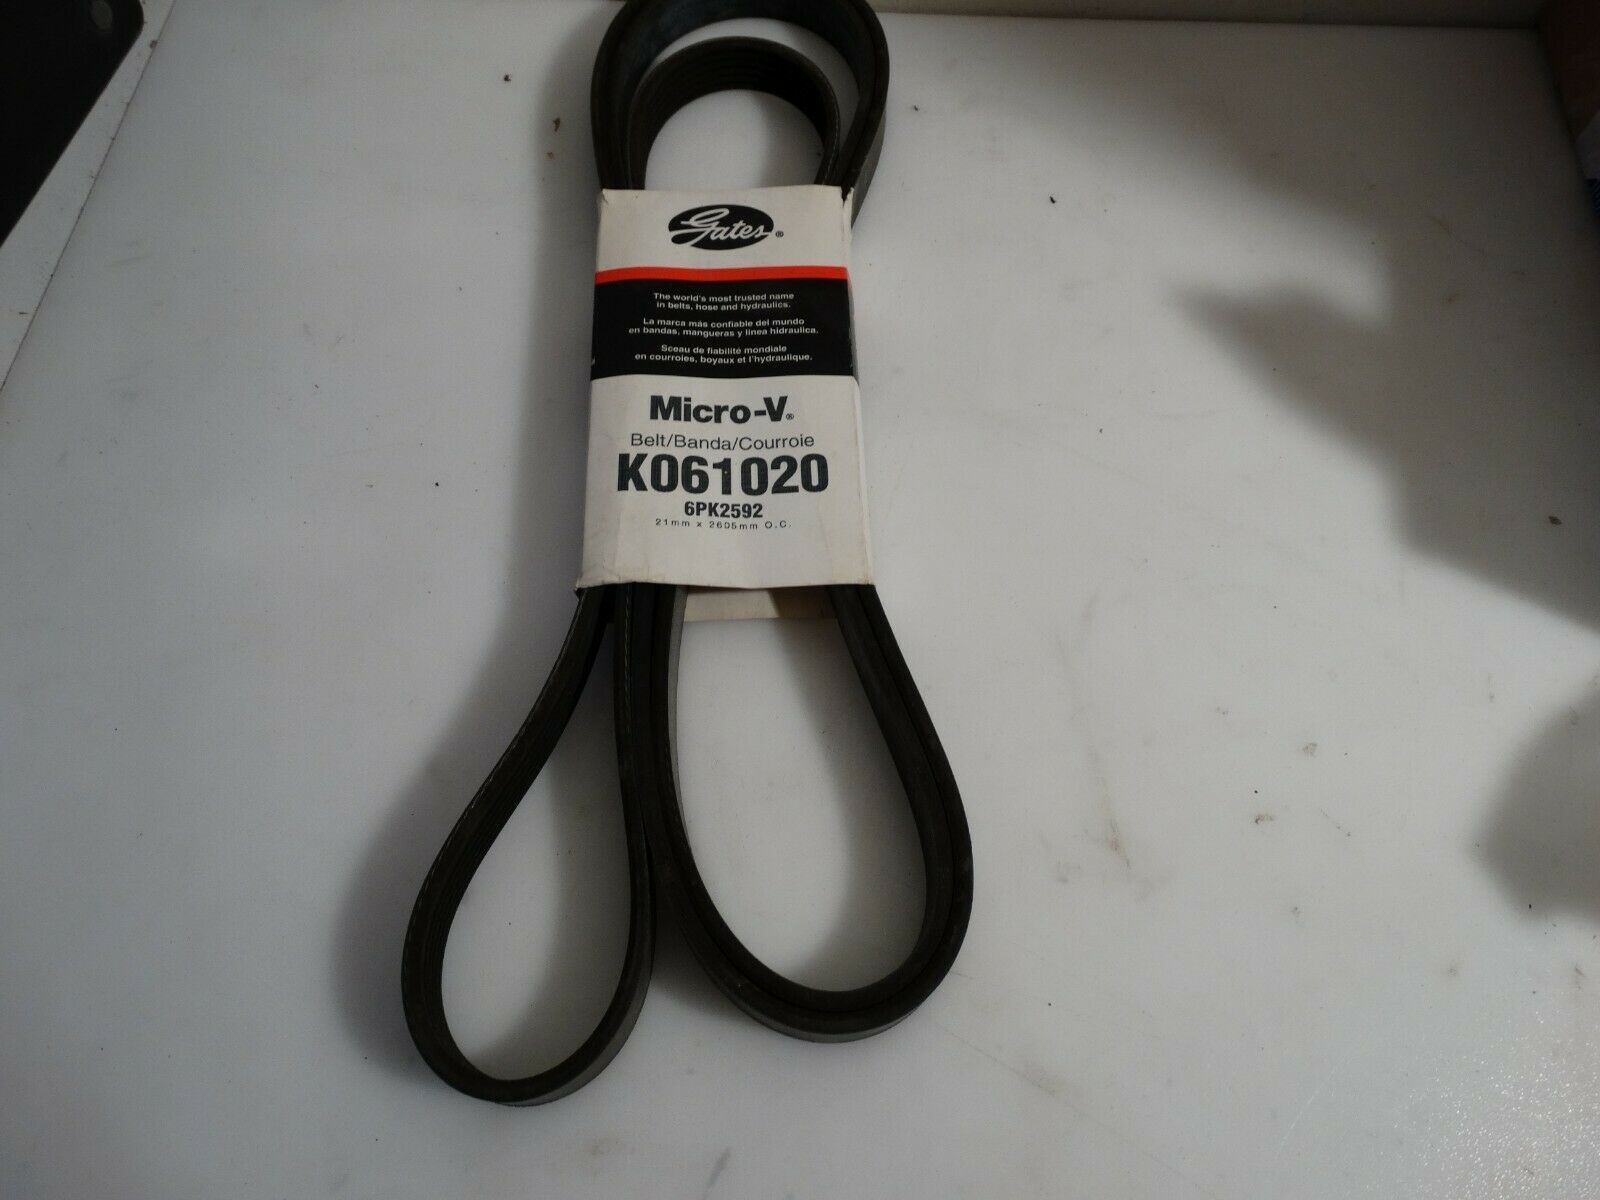 Gates®
The world's most trusted name
in belts, hose and hydraulics.
La marca más confiable del mundo
en bandas, mangueras y linea hidraulica.
Sceau de fiabilité mondiale
en courroies, boyaux et l'hydraulique.
Micro-V®
Belt/Banda/Courroie
K061020
6PK2592
21mm x 2605mm O.C.